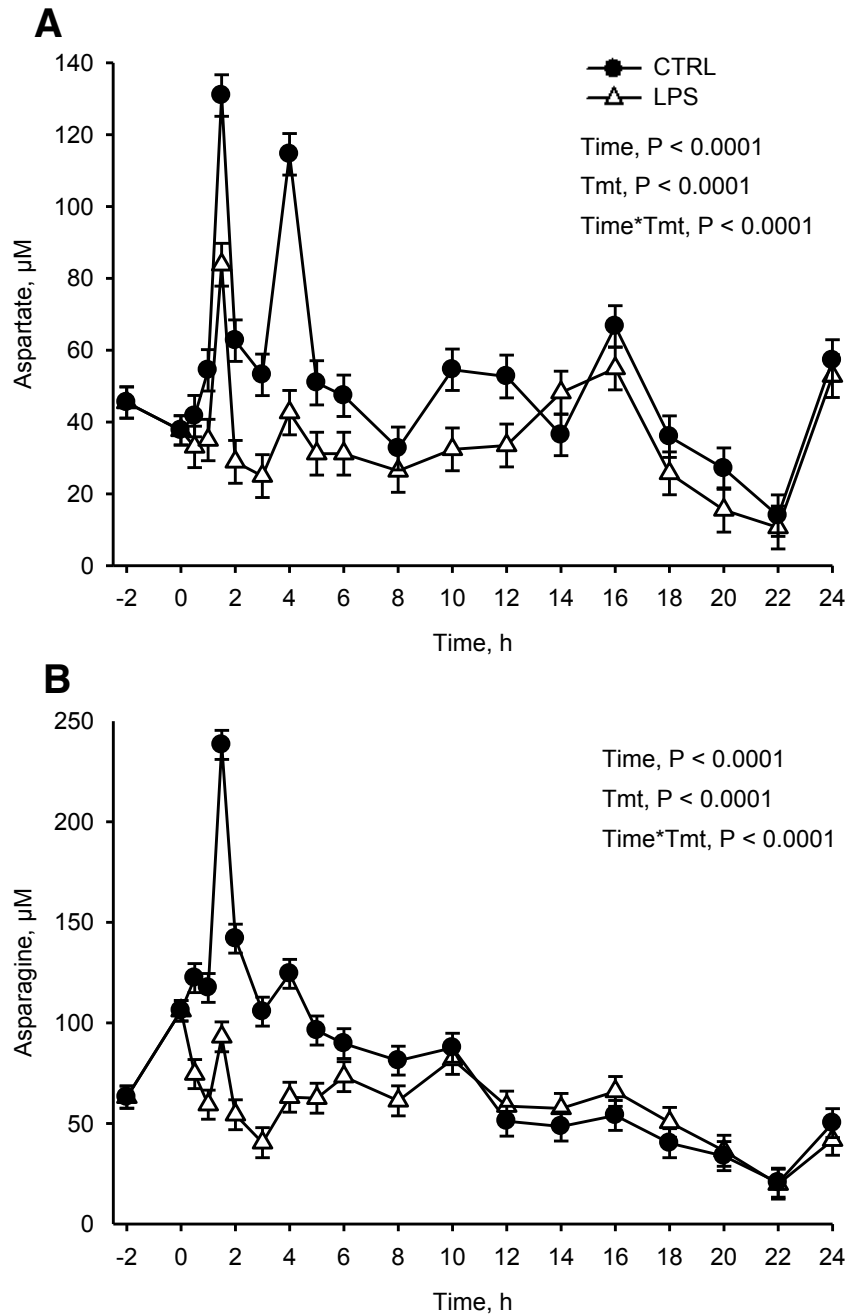 A
140
120
100
80
60
40
20
0
Aspartate, µM
CTRL
LPS
Time, P < 0.0001
Tmt, P < 0.0001
Time*Tmt, P < 0.0001
-2 0 2 4 6 8 10 12 14 16 18 20 22 24
Time, h
B
250
200
150
100
50
0
Asparagine, µM
Time, P < 0.0001
Tmt, P < 0.0001
Time*Tmt, P < 0.0001
-2 0 2 4 6 8 10 12 14 16 18 20 22 24
Time, h